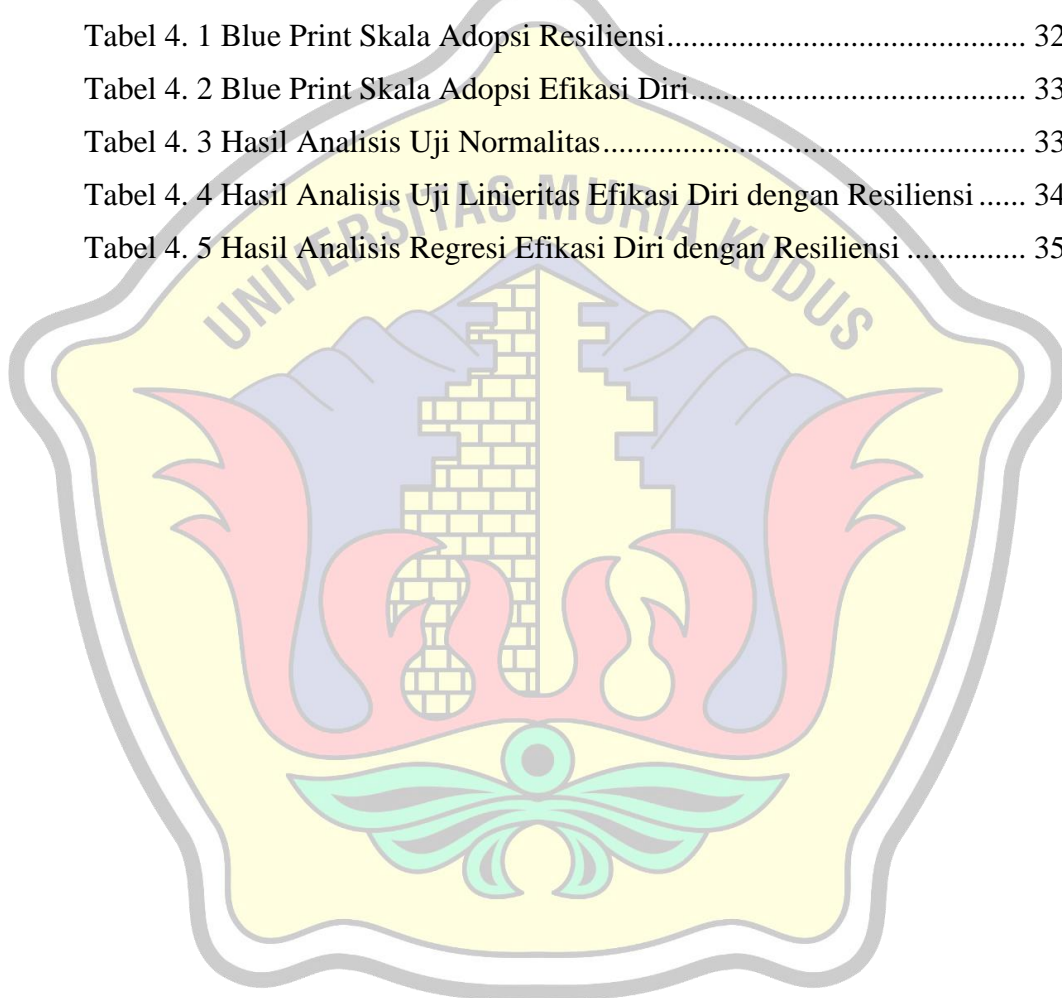 Tabel 4. 1 Blue Print Skala Adopsi Resiliensi............................................. 32
Tabel 4. 2 Blue Print Skala Adopsi Efikasi Diri.......................................... 33
Tabel 4. 3 Hasil Analisis Uji Normalitas..................................................... 33
Tabel 4. 4 Hasil Analisis Uji Linieritas Efikasi Diri dengan Resiliensi ...... 34
Tabel 4. 5 Hasil Analisis Regresi Efikasi Diri dengan Resiliensi ............... 35
UNIVERSITAS MURIA KUDUS